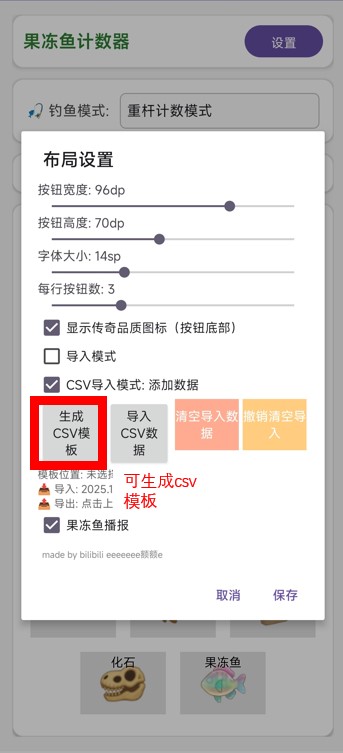 果冻鱼计数器
设置
钓鱼模式:
重杆计数模式
布局设置
按钮宽度: 96dp
按钮高度: 70dp
字体大小: 14sp
每行按钮数: 3
显示传奇品质图标（按钮底部）
导入模式
CSV导入模式: 添加数据
生成
CSV模
板
导入
CSV数
据
清空导入数
据
撤销清空导
入
模板位置: 未选择
导入: 2025.1
导出: 点击上
可生成csv
模板
果冻鱼播报
made by bilibili eeeeeee额额e
取消
保存
化石
果冻鱼